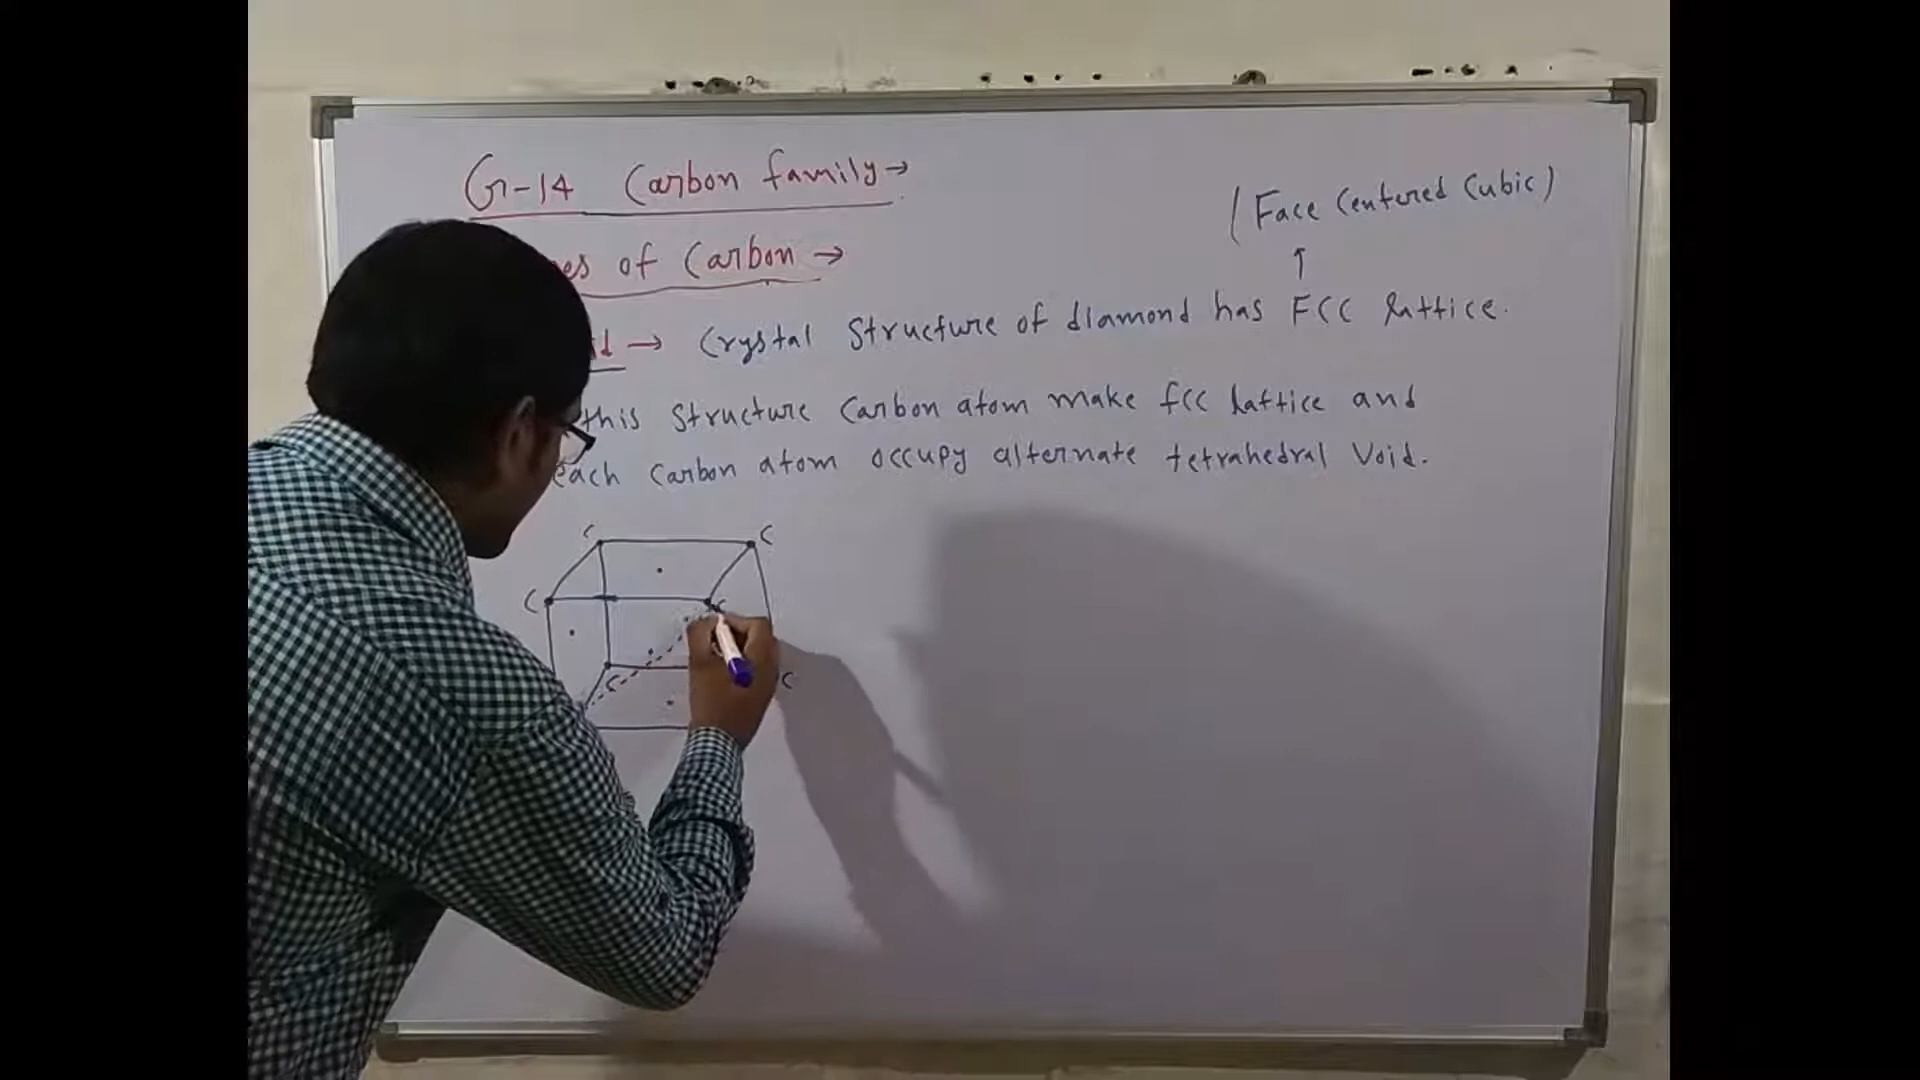 G-14 Carbon family→
(Face Centered Cubic)
of Carbon →
↑
→ Crystal Structure of diamond has FCC lattice.
this Structure Carbon atom make fcc lattice and
each Carbon atom occupy alternate tetrahedral Void.
C C
C C
C C